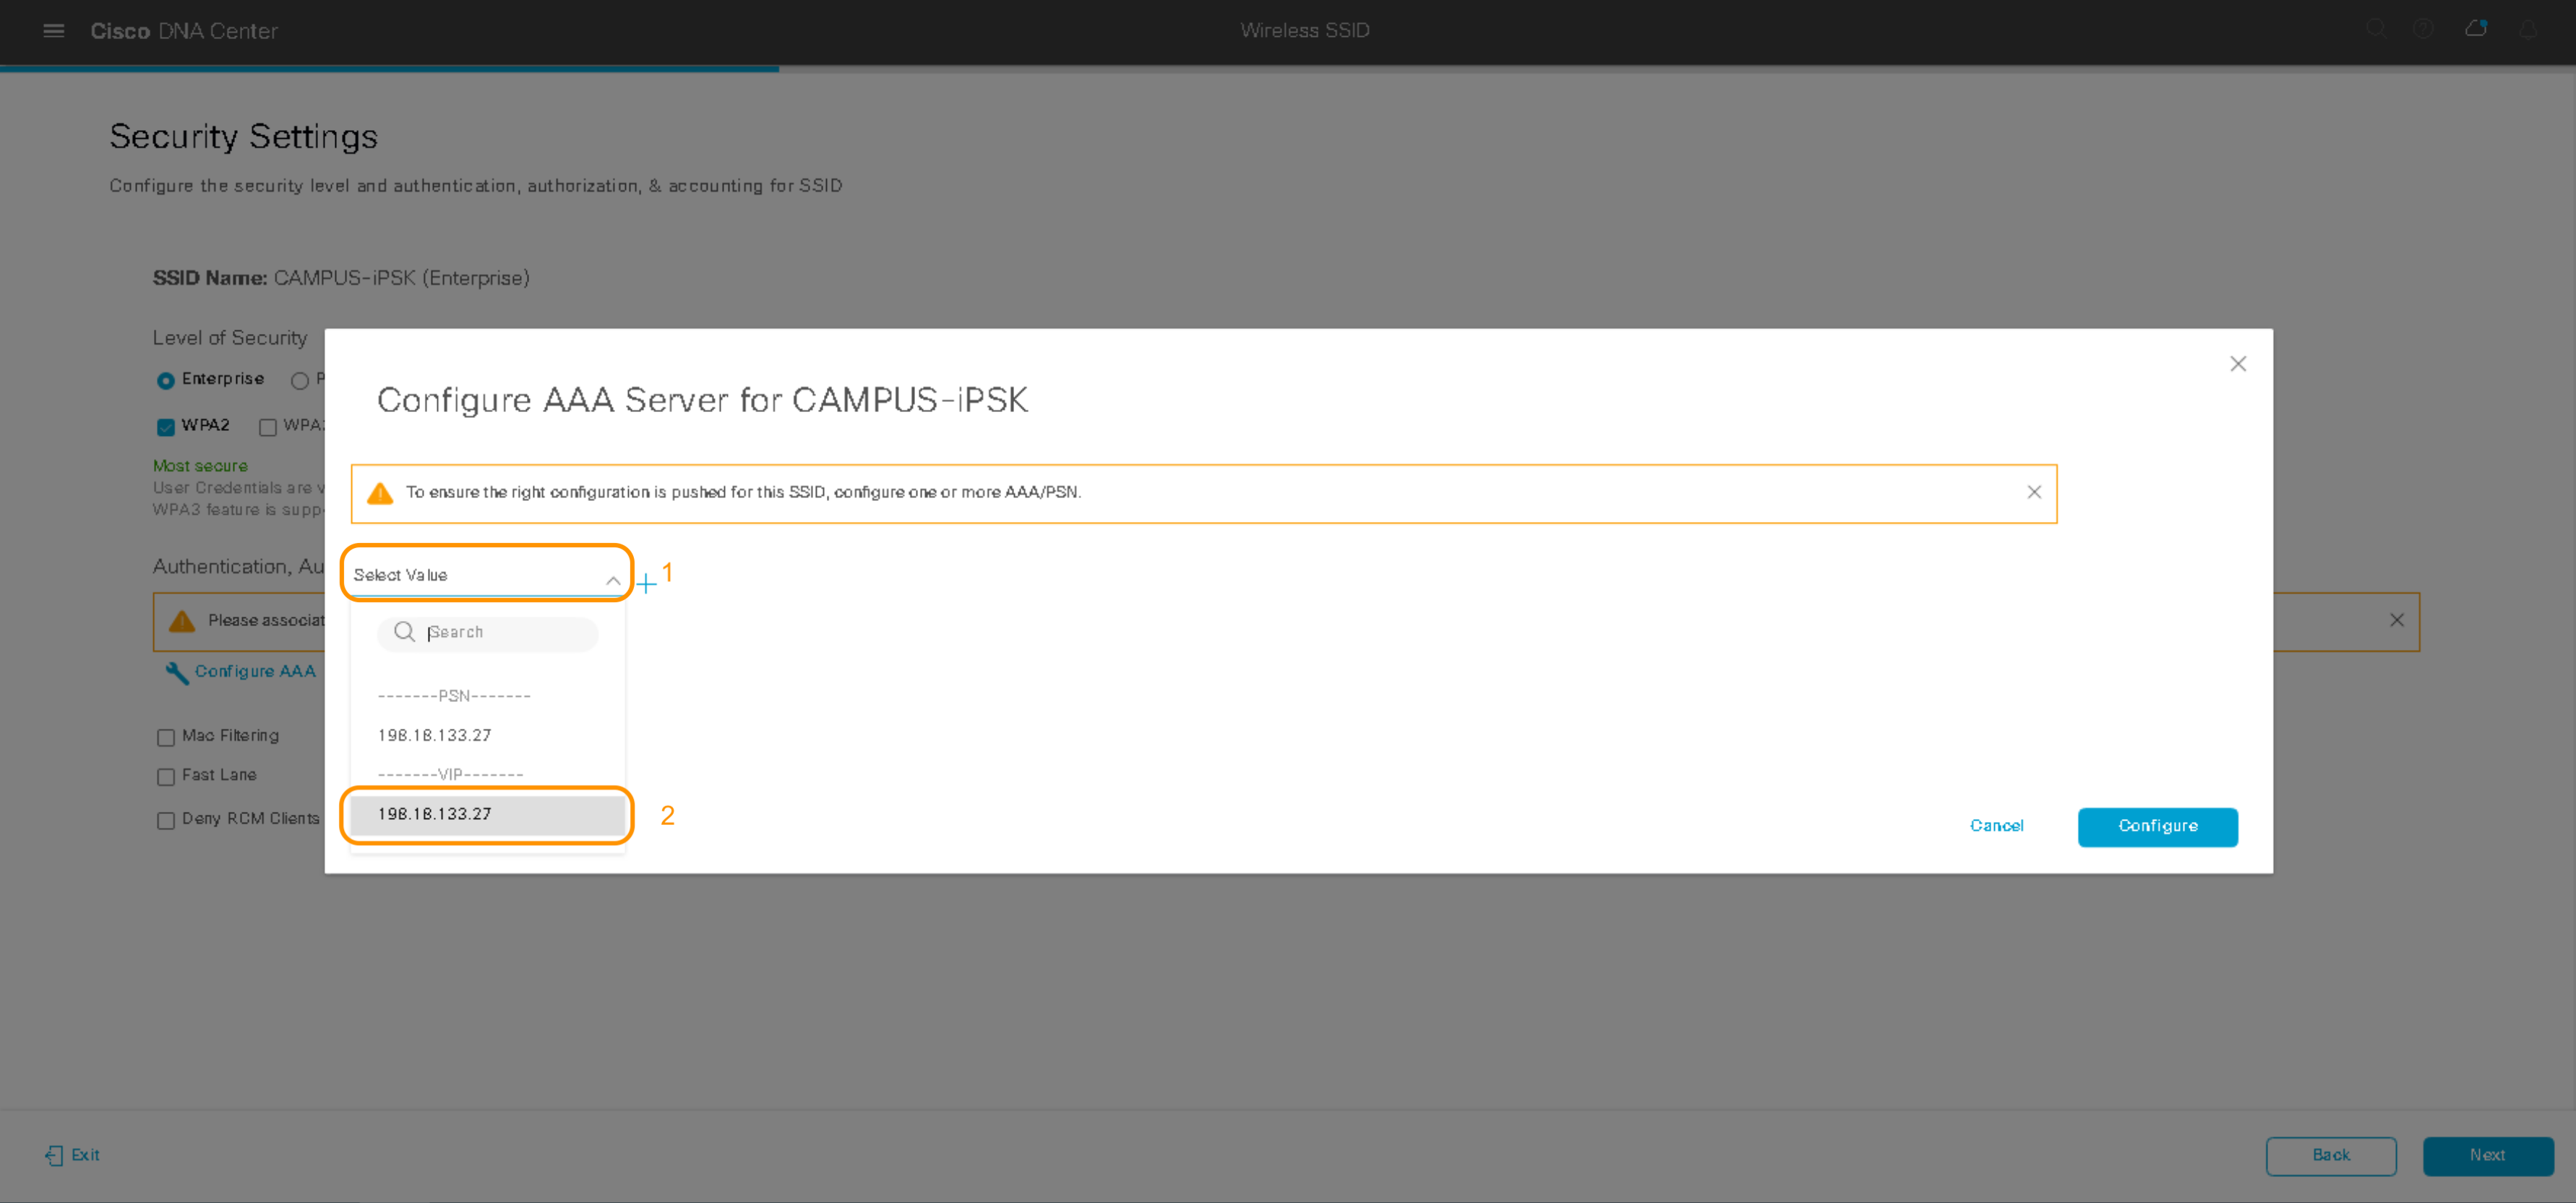 Cisco DNA Center
Wireless SSID
Security Settings
Configure the security level and authentication, authorization, & accounting for SSID
SSID Name: CAMPUS-iPSK (Enterprise)
Level of Security
Enterprise P
WPA2 WPA
Most secure
User Credentials are v
WPA3 feature is supp
Authentication, Au
Please associat
Configure AAA
Mac Filtering
Fast Lane
Deny RCM Clients
Configure AAA Server for CAMPUS-iPSK
To ensure the right configuration is pushed for this SSID, configure one or more AAA/PSN.
Select Value
1
Search
-------PSN-------
198.18.133.27
-------VIP-------
198.18.133.27
2
Cancel
Configure
Exit
Back
Next